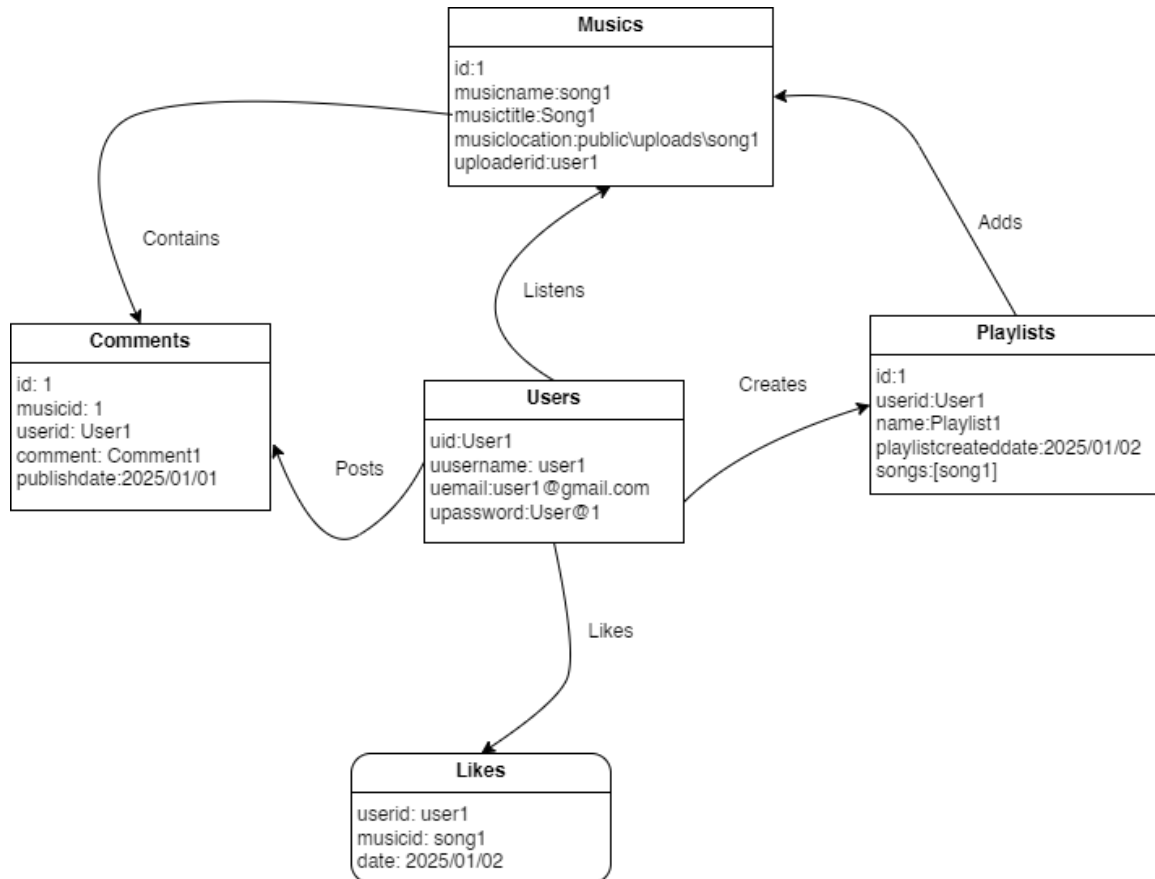 Musics
id:1
musicname:song1
musictitle:Song1
musiclocation:public\uploads\song1
uploaderid:user1
Contains
Listens
Adds
Comments
id: 1
musicid: 1
userid: User1
comment: Comment1
publishdate:2025/01/01
Posts
Users
uid:User1
uusername: user1
uemail:user1@gmail.com
upassword:User@1
Creates
Playlists
id:1
userid:User1
name:Playlist1
playlistcreateddate:2025/01/02
songs:[song1]
Likes
Likes
userid: user1
musicid: song1
date: 2025/01/02